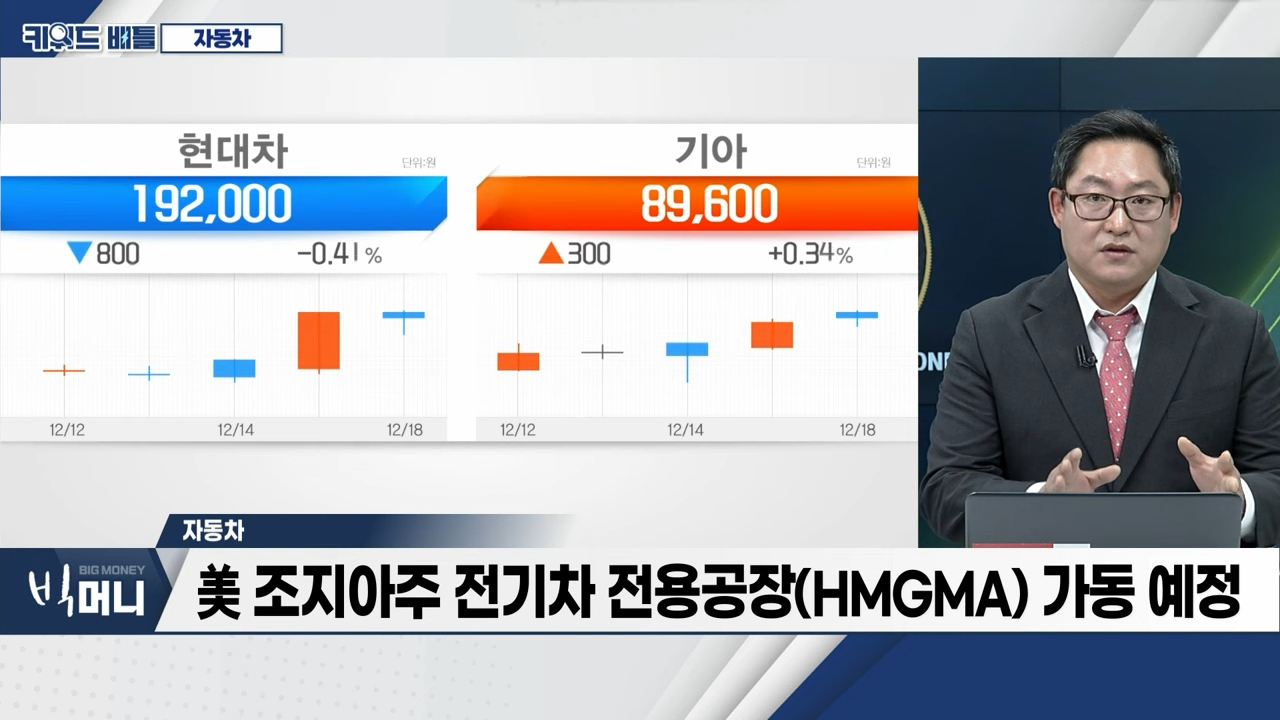 키워드 배틀 자동차
현대차
단위:원
192,000
▼800 -0.41%
12/12 12/14 12/18
기아
단위:원
89,600
▲300 +0.34%
12/12 12/14 12/18
자동차
빅머니 BIG MONEY
美 조지아주 전기차 전용공장(HMGMA) 가동 예정